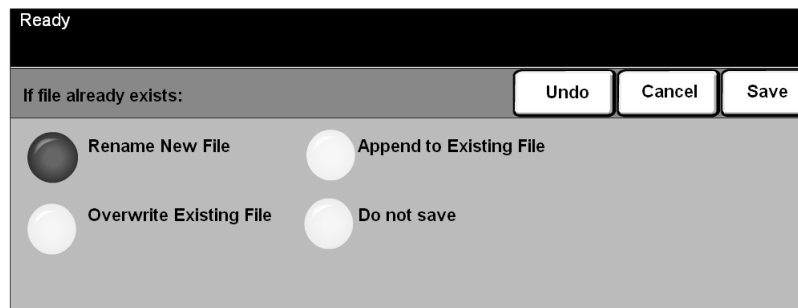 Ready
If file already exists:
Undo
Cancel
Save
Rename New File
Append to Existing File
Overwrite Existing File
Do not save